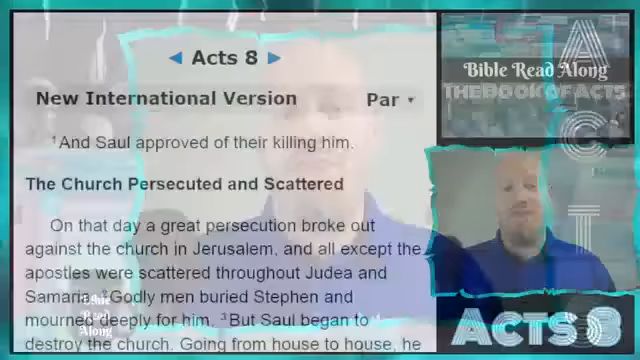 Acts 8
New International Version Par
¹And Saul approved of their killing him.
The Church Persecuted and Scattered
On that day a great persecution broke out
against the church in Jerusalem, and all except the
apostles were scattered throughout Judea and
Samaria. ²Godly men buried Stephen and
mourned deeply for him. ³But Saul began to
destroy the church. Going from house to house, he
Bible
Read
Along
Bible Read Along
THE BOOK OF ACTS
A
C
T
S
ACTS 8